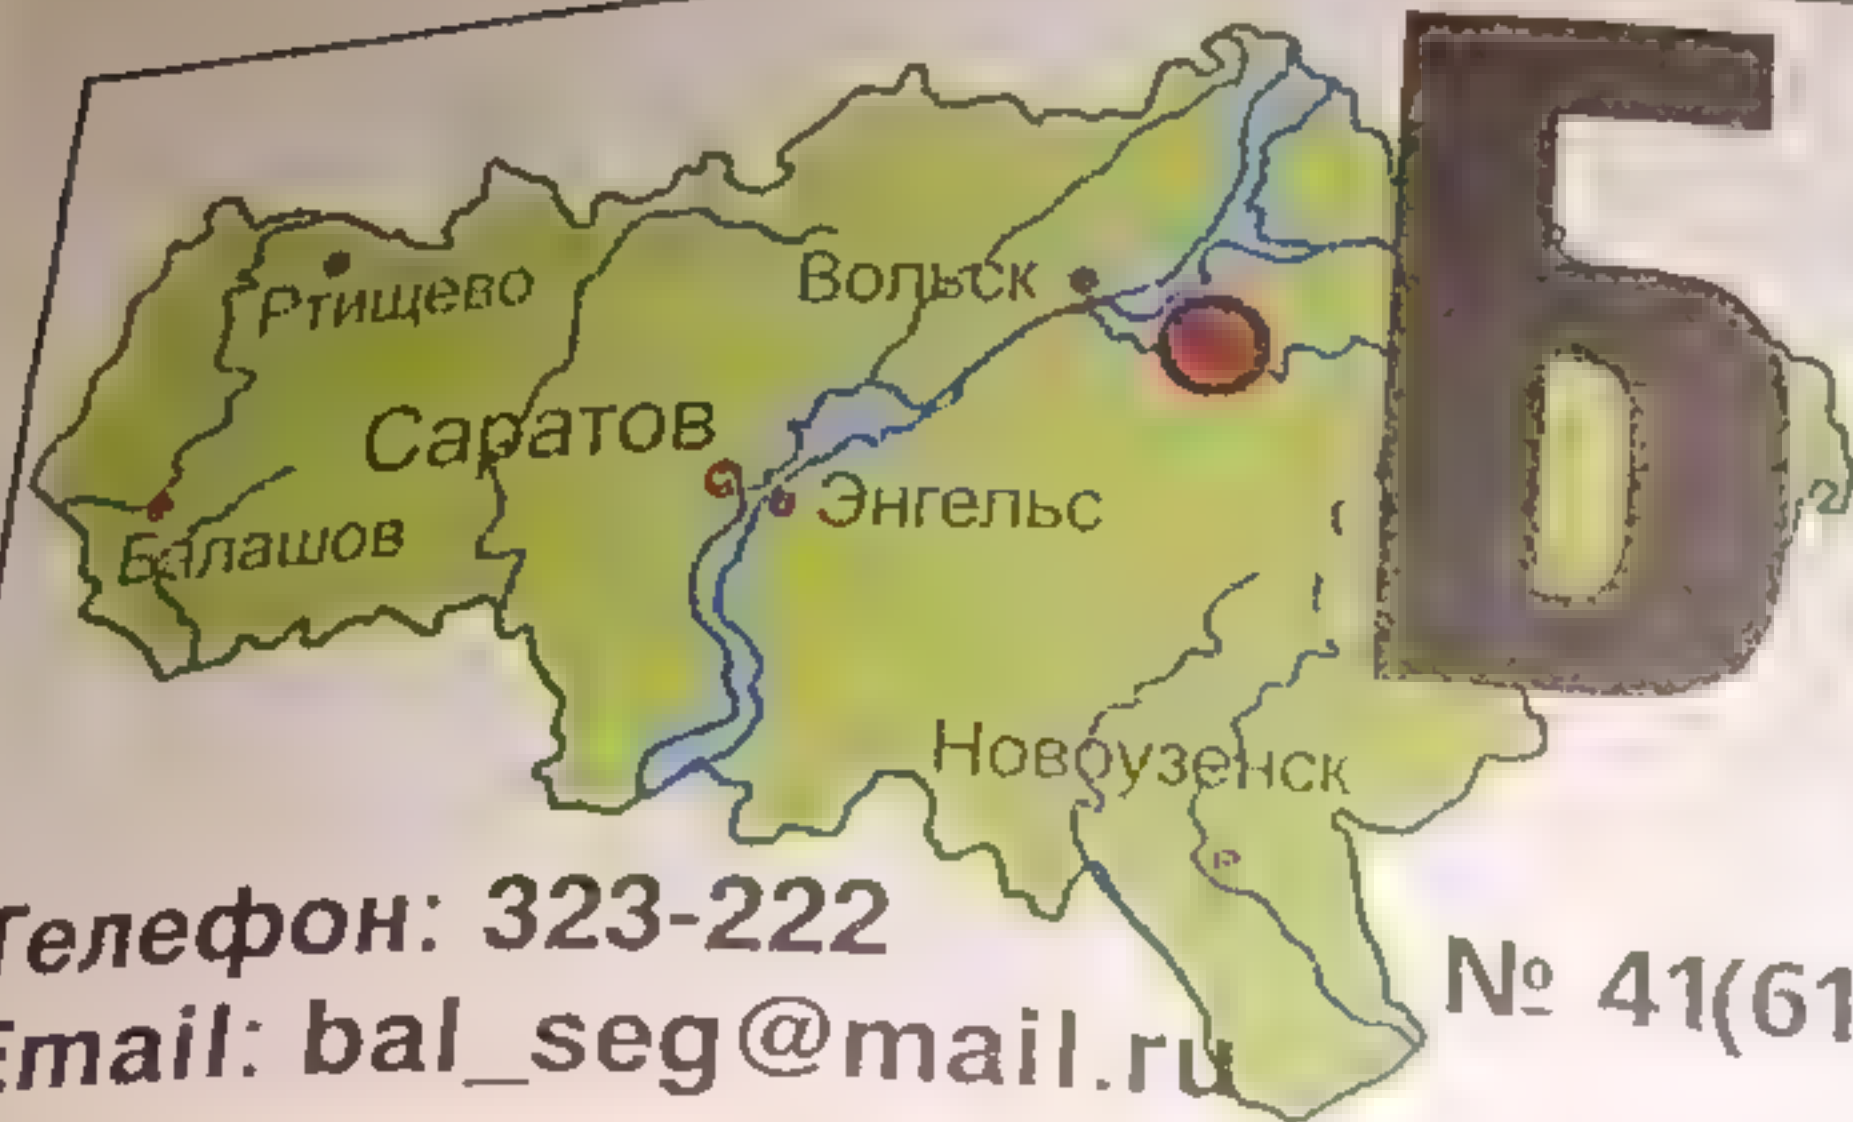 Б
Ртищево
Вольск
Саратов
Энгельс
Балашов
Новоузенск
Телефон: 323-222
Email: bal_seg@mail.ru
№ 41(61